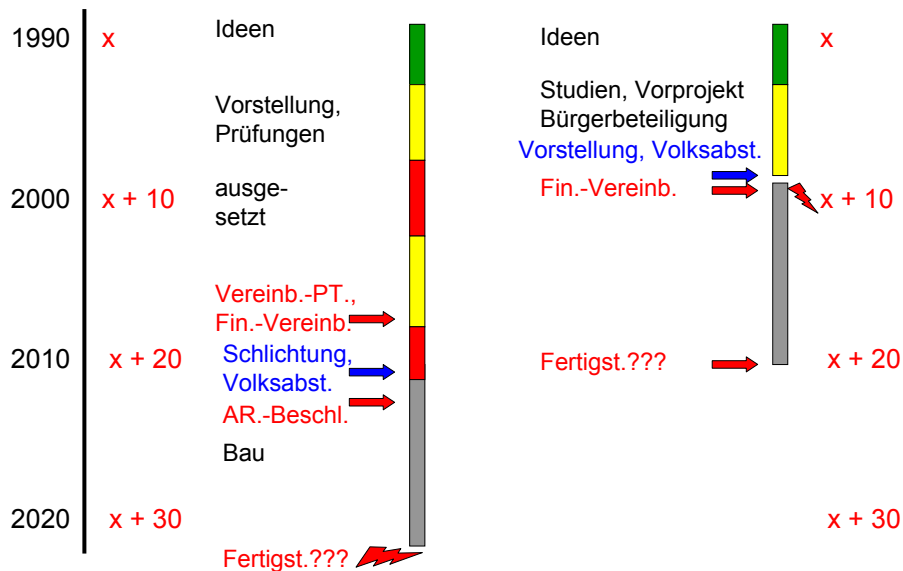 1990
x
Ideen
Ideen
x
Vorstellung,
Prüfungen
Studien, Vorprojekt
Bürgerbeteiligung
Vorstellung, Volksabst.
2000
x + 10
ausge-
setzt
Fin.-Vereinb.
x + 10
Vereinb.-PT.,
Fin.-Vereinb.
2010
x + 20
Schlichtung,
Volksabst.
Fertigst.???
x + 20
AR.-Beschl.
Bau
2020
x + 30
x + 30
Fertigst.???